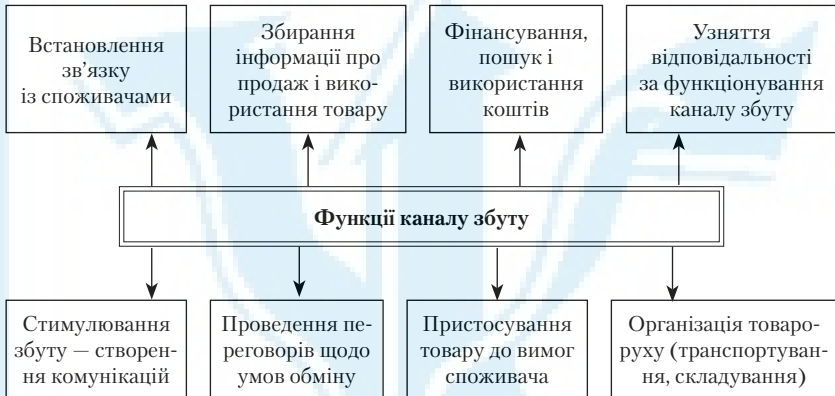 Встановлення
зв’язку
із споживачами
Збирання
інформації про
продаж і вико-
ристання товару
Фінансування,
пошук і
використання
коштів
Узняття
відповідальності
за функціонування
каналу збуту
Функції каналу збуту
Стимулювання
збуту — створен-
ня комунікацій
Проведення пе-
реговорів щодо
умов обміну
Пристосування
товару до вимог
споживача
Організація товаро-
руху (транспортуван-
ня, складування)